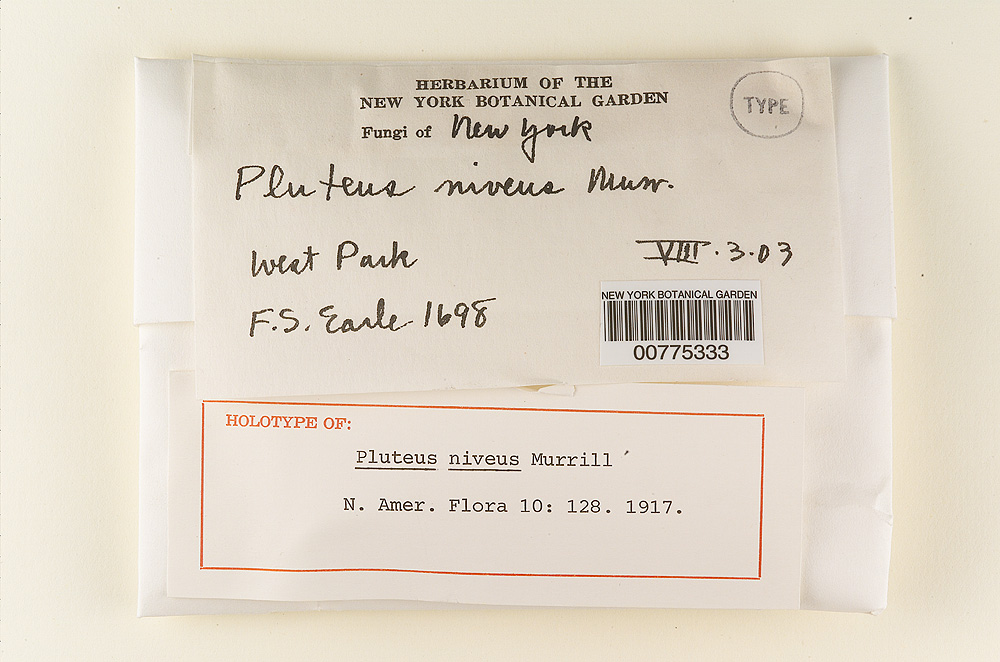 HERBARIUM OF THE
NEW YORK BOTANICAL GARDEN
TYPE
Fungi of New York
Pluteus niveus Murr.
West Park
VIII.3.03
F.S. Earle 1698
NEW YORK BOTANICAL GARDEN
00775333
HOLOTYPE OF:
Pluteus niveus Murrill
N. Amer. Flora 10: 128. 1917.